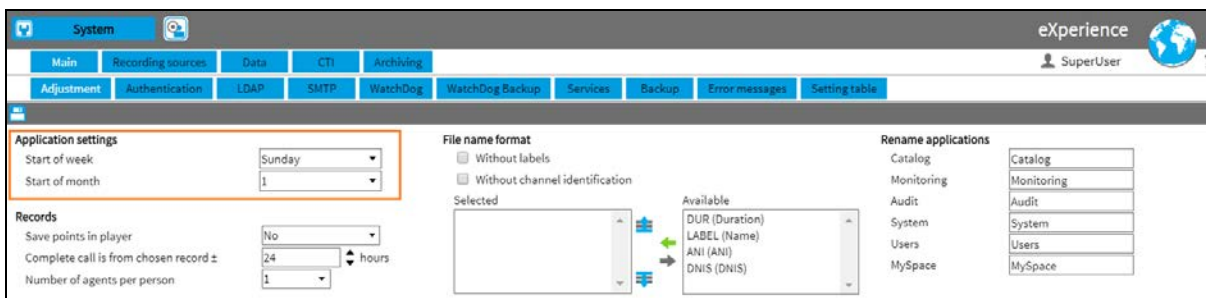 System
eXperience
Main Recording sources Data CTI Archiving
SuperUser
Adjustment Authentication LDAP SMTP WatchDog WatchDog Backup Services Backup Error messages Setting table
Application settings
Start of week Sunday
Start of month 1
Records
Save points in player No
Complete call is from chosen record ± 24 hours
Number of agents per person 1
File name format
Without labels
Without channel identification
Selected Available
DUR (Duration)
LABEL (Name)
ANI (ANI)
DNIS (DNIS)
Rename applications
Catalog Catalog
Monitoring Monitoring
Audit Audit
System System
Users Users
MySpace MySpace